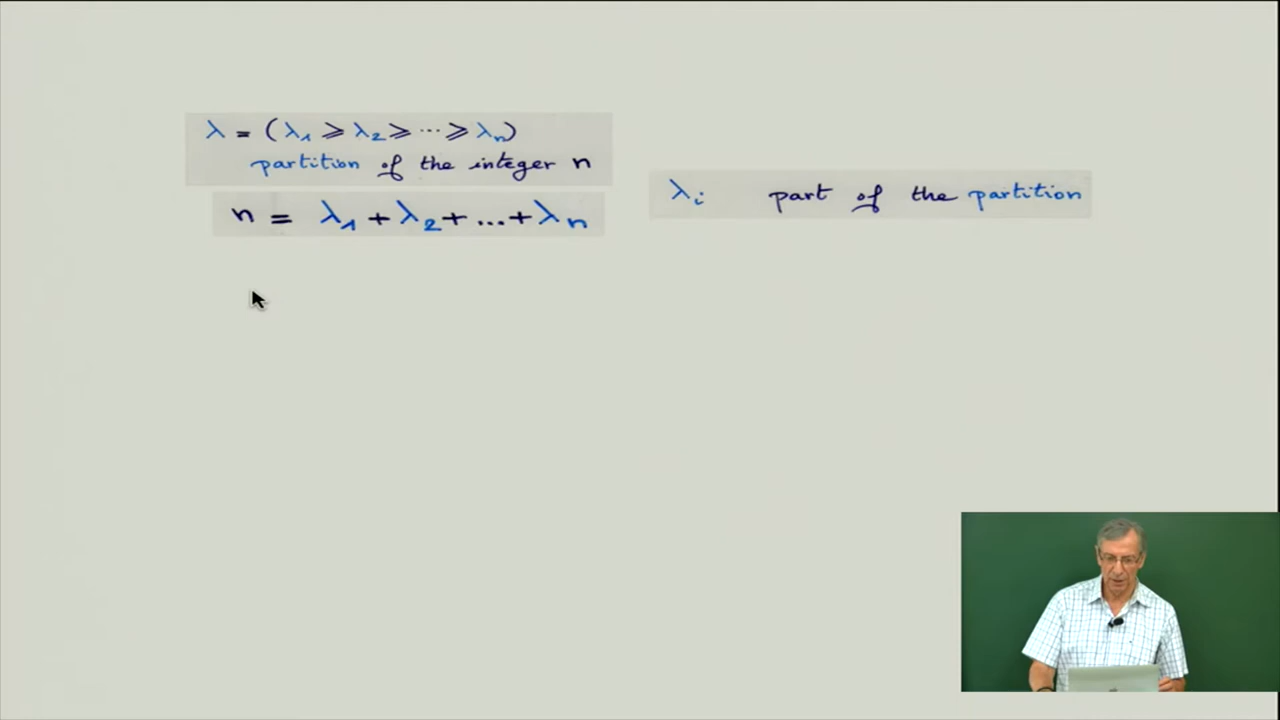 λ = (λ₁ ⩾ λ₂ ⩾ ⋯ ⩾ λₙ)
partition of the integer n
n = λ₁ + λ₂ + ... + λₙ
λᵢ part of the partition